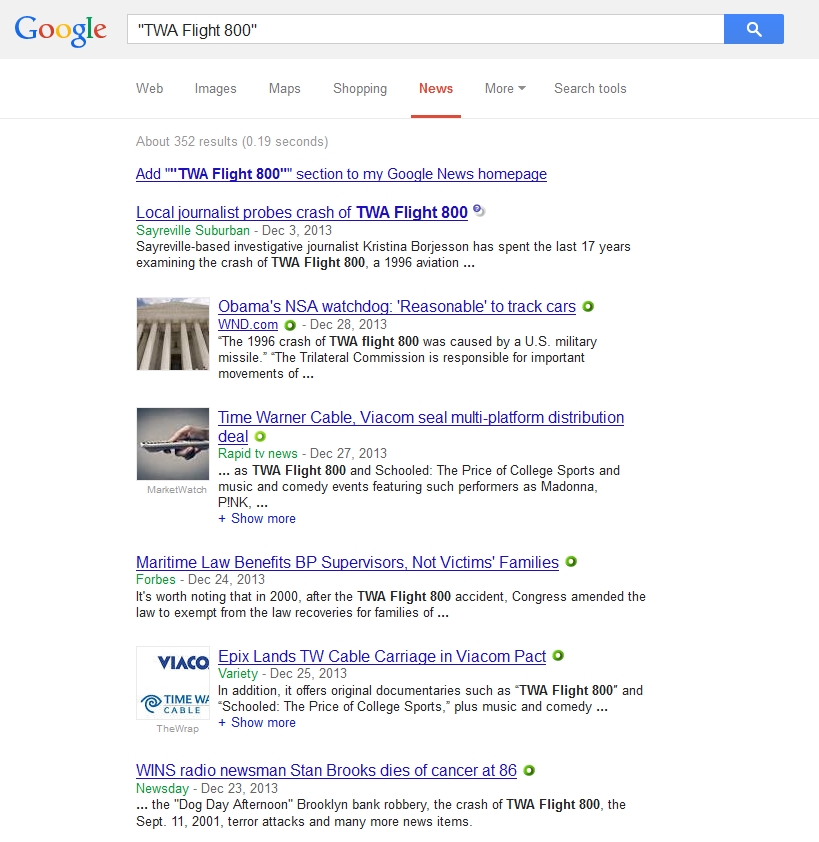 Google
"TWA Flight 800"
Web Images Maps Shopping News More Search tools
About 352 results (0.19 seconds)
Add ""TWA Flight 800"" section to my Google News homepage
Local journalist probes crash of TWA Flight 800
Sayreville Suburban - Dec 3, 2013
Sayreville-based investigative journalist Kristina Borjesson has spent the last 17 years
examining the crash of TWA Flight 800, a 1996 aviation ...
Obama's NSA watchdog: 'Reasonable' to track cars
WND.com - Dec 28, 2013
“The 1996 crash of TWA flight 800 was caused by a U.S. military
missile.” “The Trilateral Commission is responsible for important
movements of ...
Time Warner Cable, Viacom seal multi-platform distribution
deal
Rapid tv news - Dec 27, 2013
... as TWA Flight 800 and Schooled: The Price of College Sports and
music and comedy events featuring such performers as Madonna,
P!NK, ...
+ Show more
MarketWatch
Maritime Law Benefits BP Supervisors, Not Victims' Families
Forbes - Dec 24, 2013
It's worth noting that in 2000, after the TWA Flight 800 accident, Congress amended the
law to exempt from the law recoveries for families of ...
VIACO
TIME WA
CABLE
TheWrap
Epix Lands TW Cable Carriage in Viacom Pact
Variety - Dec 25, 2013
In addition, it offers original documentaries such as “TWA Flight 800” and
“Schooled: The Price of College Sports,” plus music and comedy ...
+ Show more
WINS radio newsman Stan Brooks dies of cancer at 86
Newsday - Dec 23, 2013
... the "Dog Day Afternoon" Brooklyn bank robbery, the crash of TWA Flight 800, the
Sept. 11, 2001, terror attacks and many more news items.